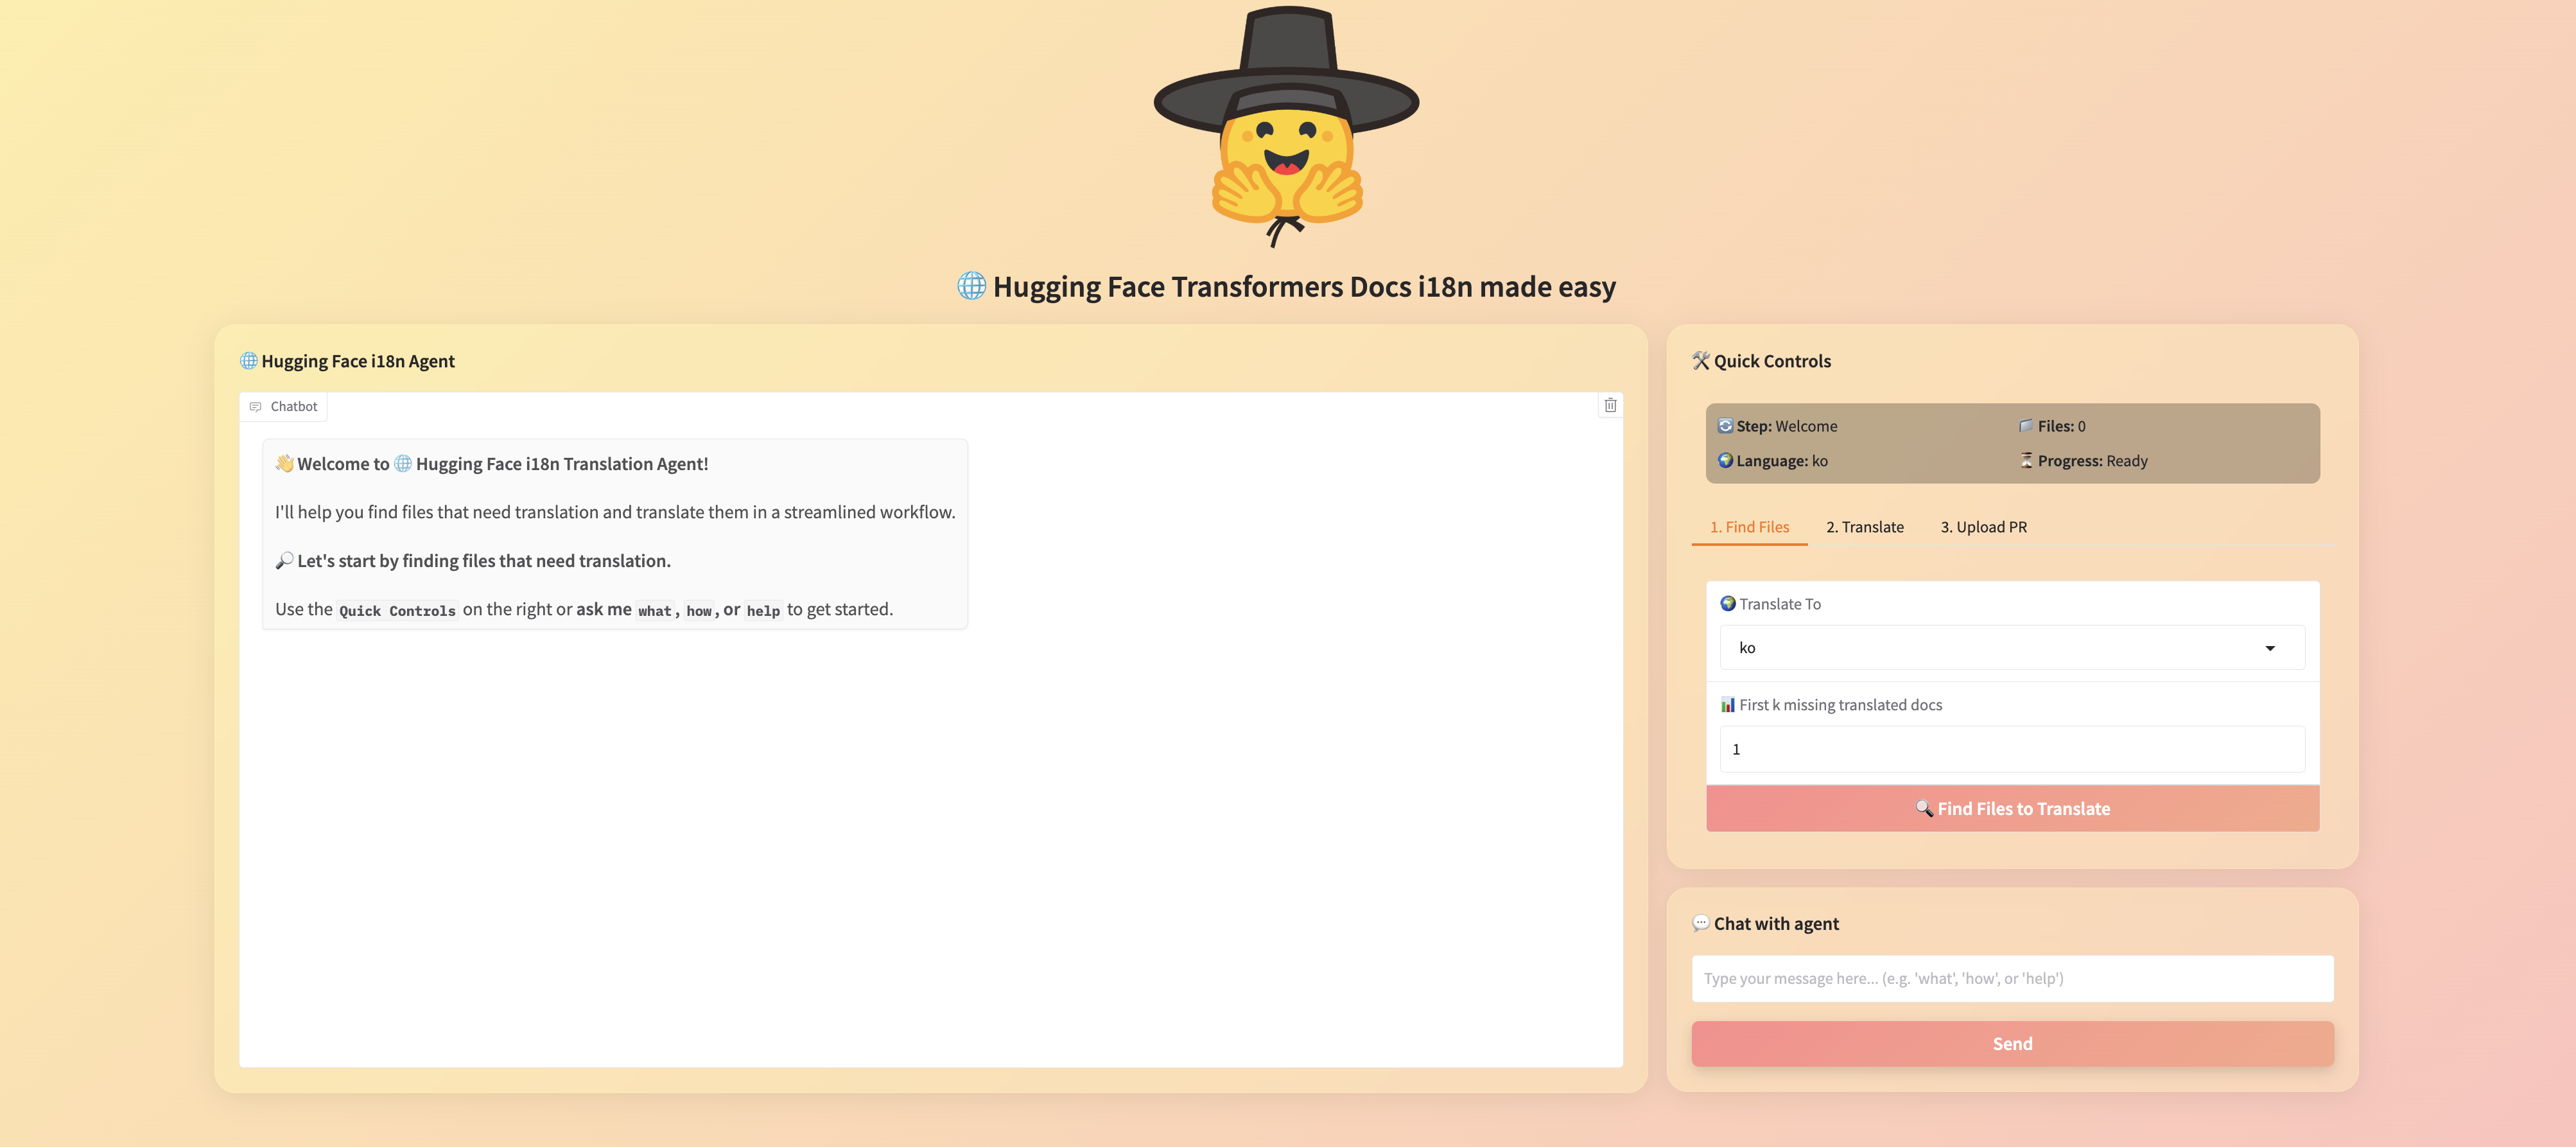 🌐 Hugging Face Transformers Docs i18n made easy
🌐 Hugging Face i18n Agent
Chatbot
👋 Welcome to 🌐 Hugging Face i18n Translation Agent!
I'll help you find files that need translation and translate them in a streamlined workflow.
🔎 Let's start by finding files that need translation.
Use the Quick Controls on the right or ask me what, how, or help to get started.
🛠️ Quick Controls
🔄 Step: Welcome
📁 Files: 0
🌍 Language: ko
⏳ Progress: Ready
1. Find Files
2. Translate
3. Upload PR
🌍 Translate To
ko
📊 First k missing translated docs
1
🔍 Find Files to Translate
💬 Chat with agent
Type your message here... (e.g. 'what', 'how', or 'help')
Send